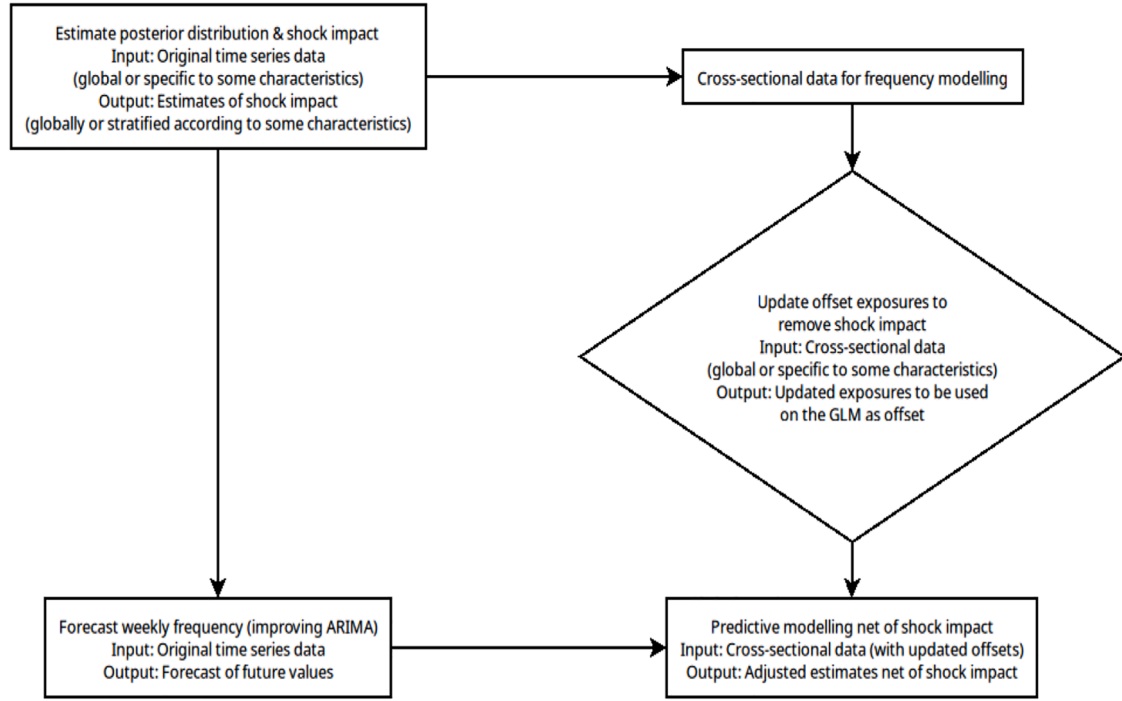 Estimate posterior distribution & shock impact
Input: Original time series data
(global or specific to some characteristics)
Output: Estimates of shock impact
(globally or stratified according to some characteristics)
Cross-sectional data for frequency modelling
Update offset exposures to
remove shock impact
Input: Cross-sectional data
(global or specific to some characteristics)
Output: Updated exposures to be used
on the GLM as offset
Forecast weekly frequency (improving ARIMA)
Input: Original time series data
Output: Forecast of future values
Predictive modelling net of shock impact
Input: Cross-sectional data (with updated offsets)
Output: Adjusted estimates net of shock impact